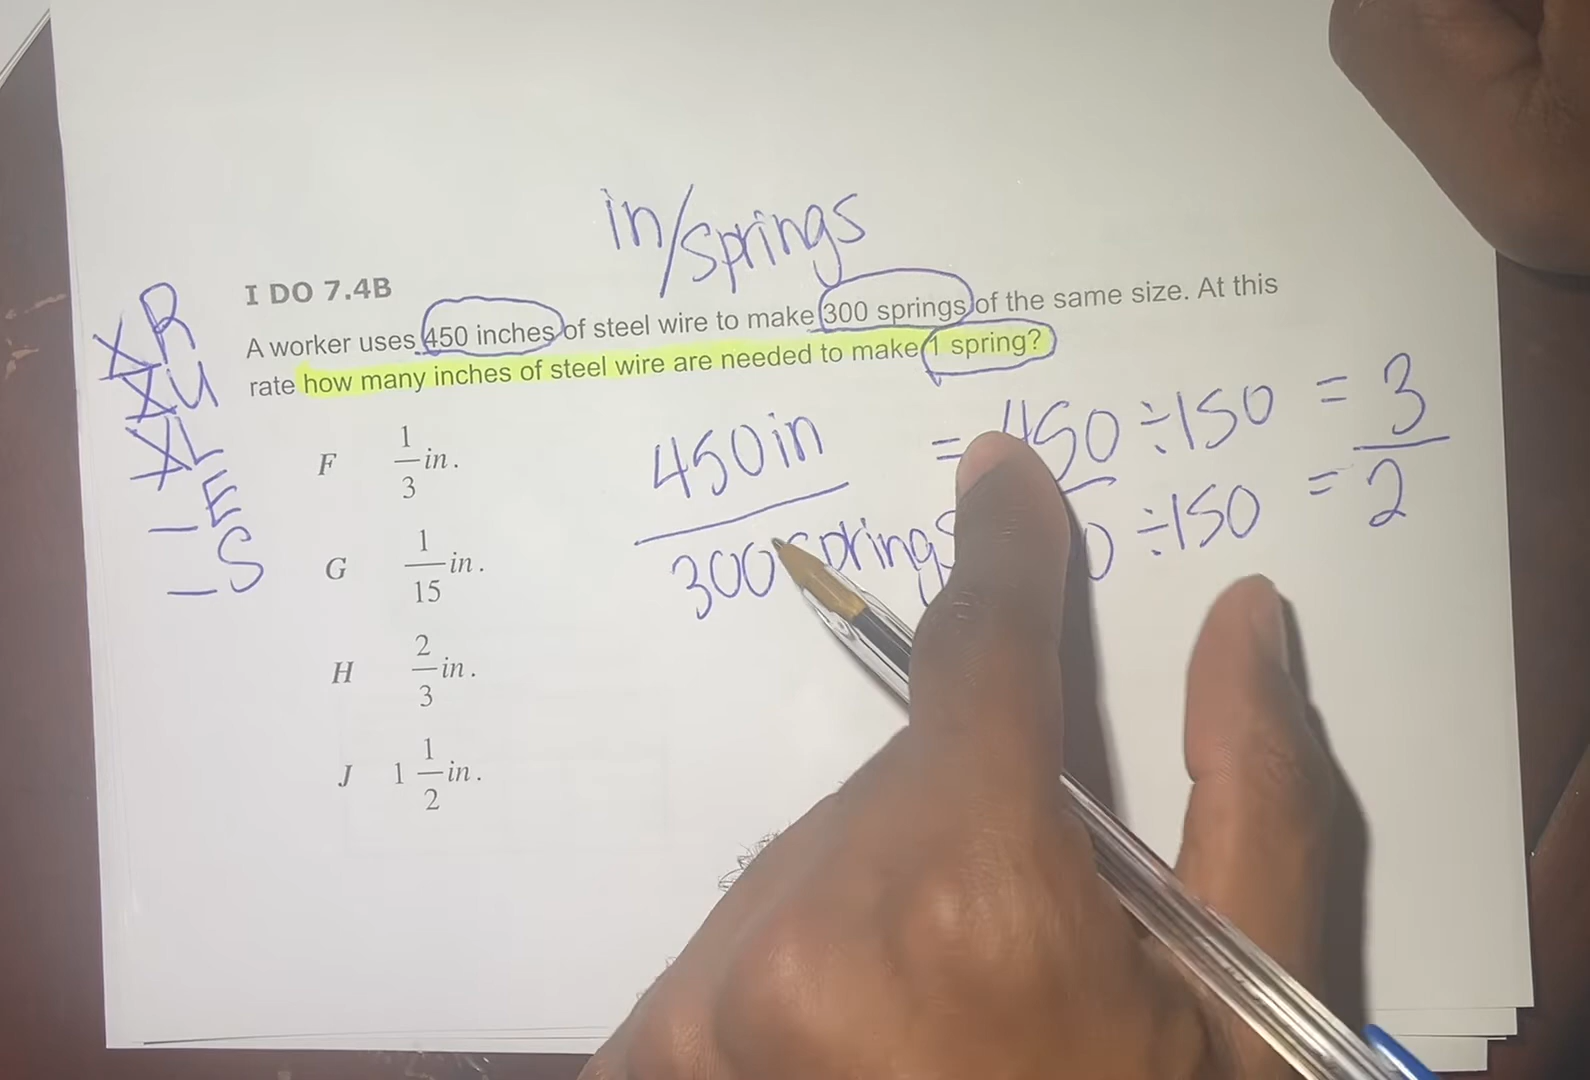 in/springs
I DO 7.4B
A worker uses 450 inches of steel wire to make 300 springs of the same size. At this
rate how many inches of steel wire are needed to make 1 spring?
X R
X U
X L
_ E
_ S
F 1/3 in.
G 1/15 in.
H 2/3 in.
J 1 1/2 in.
450in = 450 ÷150 = 3
300 springs 0 ÷150 = 2